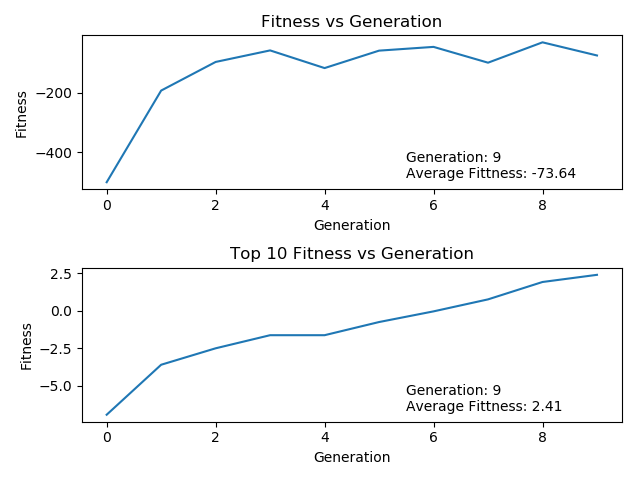 Fitness vs Generation
Fitness
−200
−400
Generation: 9
Average Fittness: -73.64
0 2 4 6 8
Generation
Top 10 Fitness vs Generation
Fitness
2.5
0.0
−2.5
−5.0
Generation: 9
Average Fittness: 2.41
0 2 4 6 8
Generation